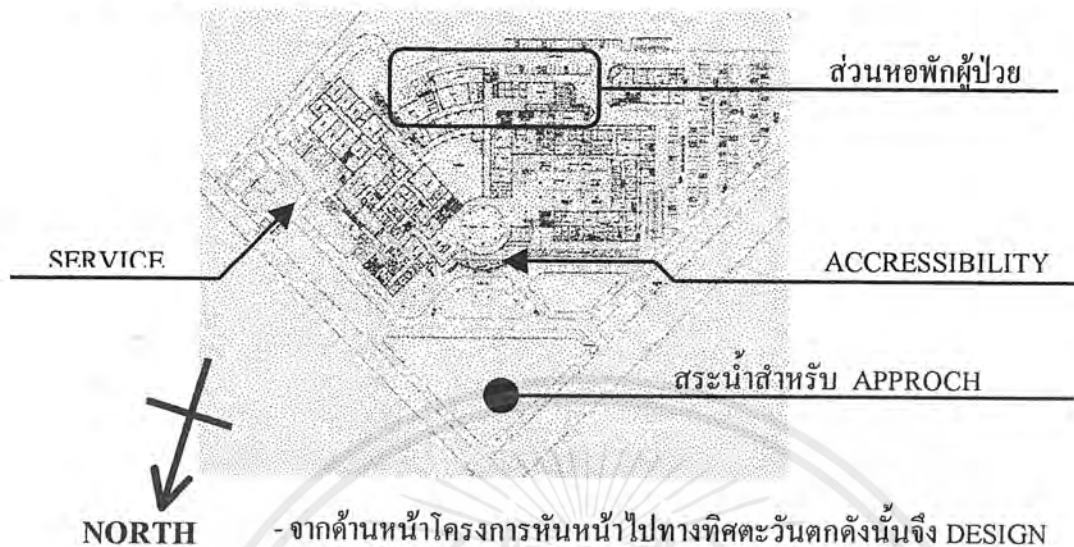 ส่วนหอพักผู้ป่วย
SERVICE
ACCRESSIBILITY
สระน้ำสำหรับ APPROCH
NORTH
- จากด้านหน้าโครงการหันหน้าไปทางทิศตะวันตกดังนั้นจึง DESIGN